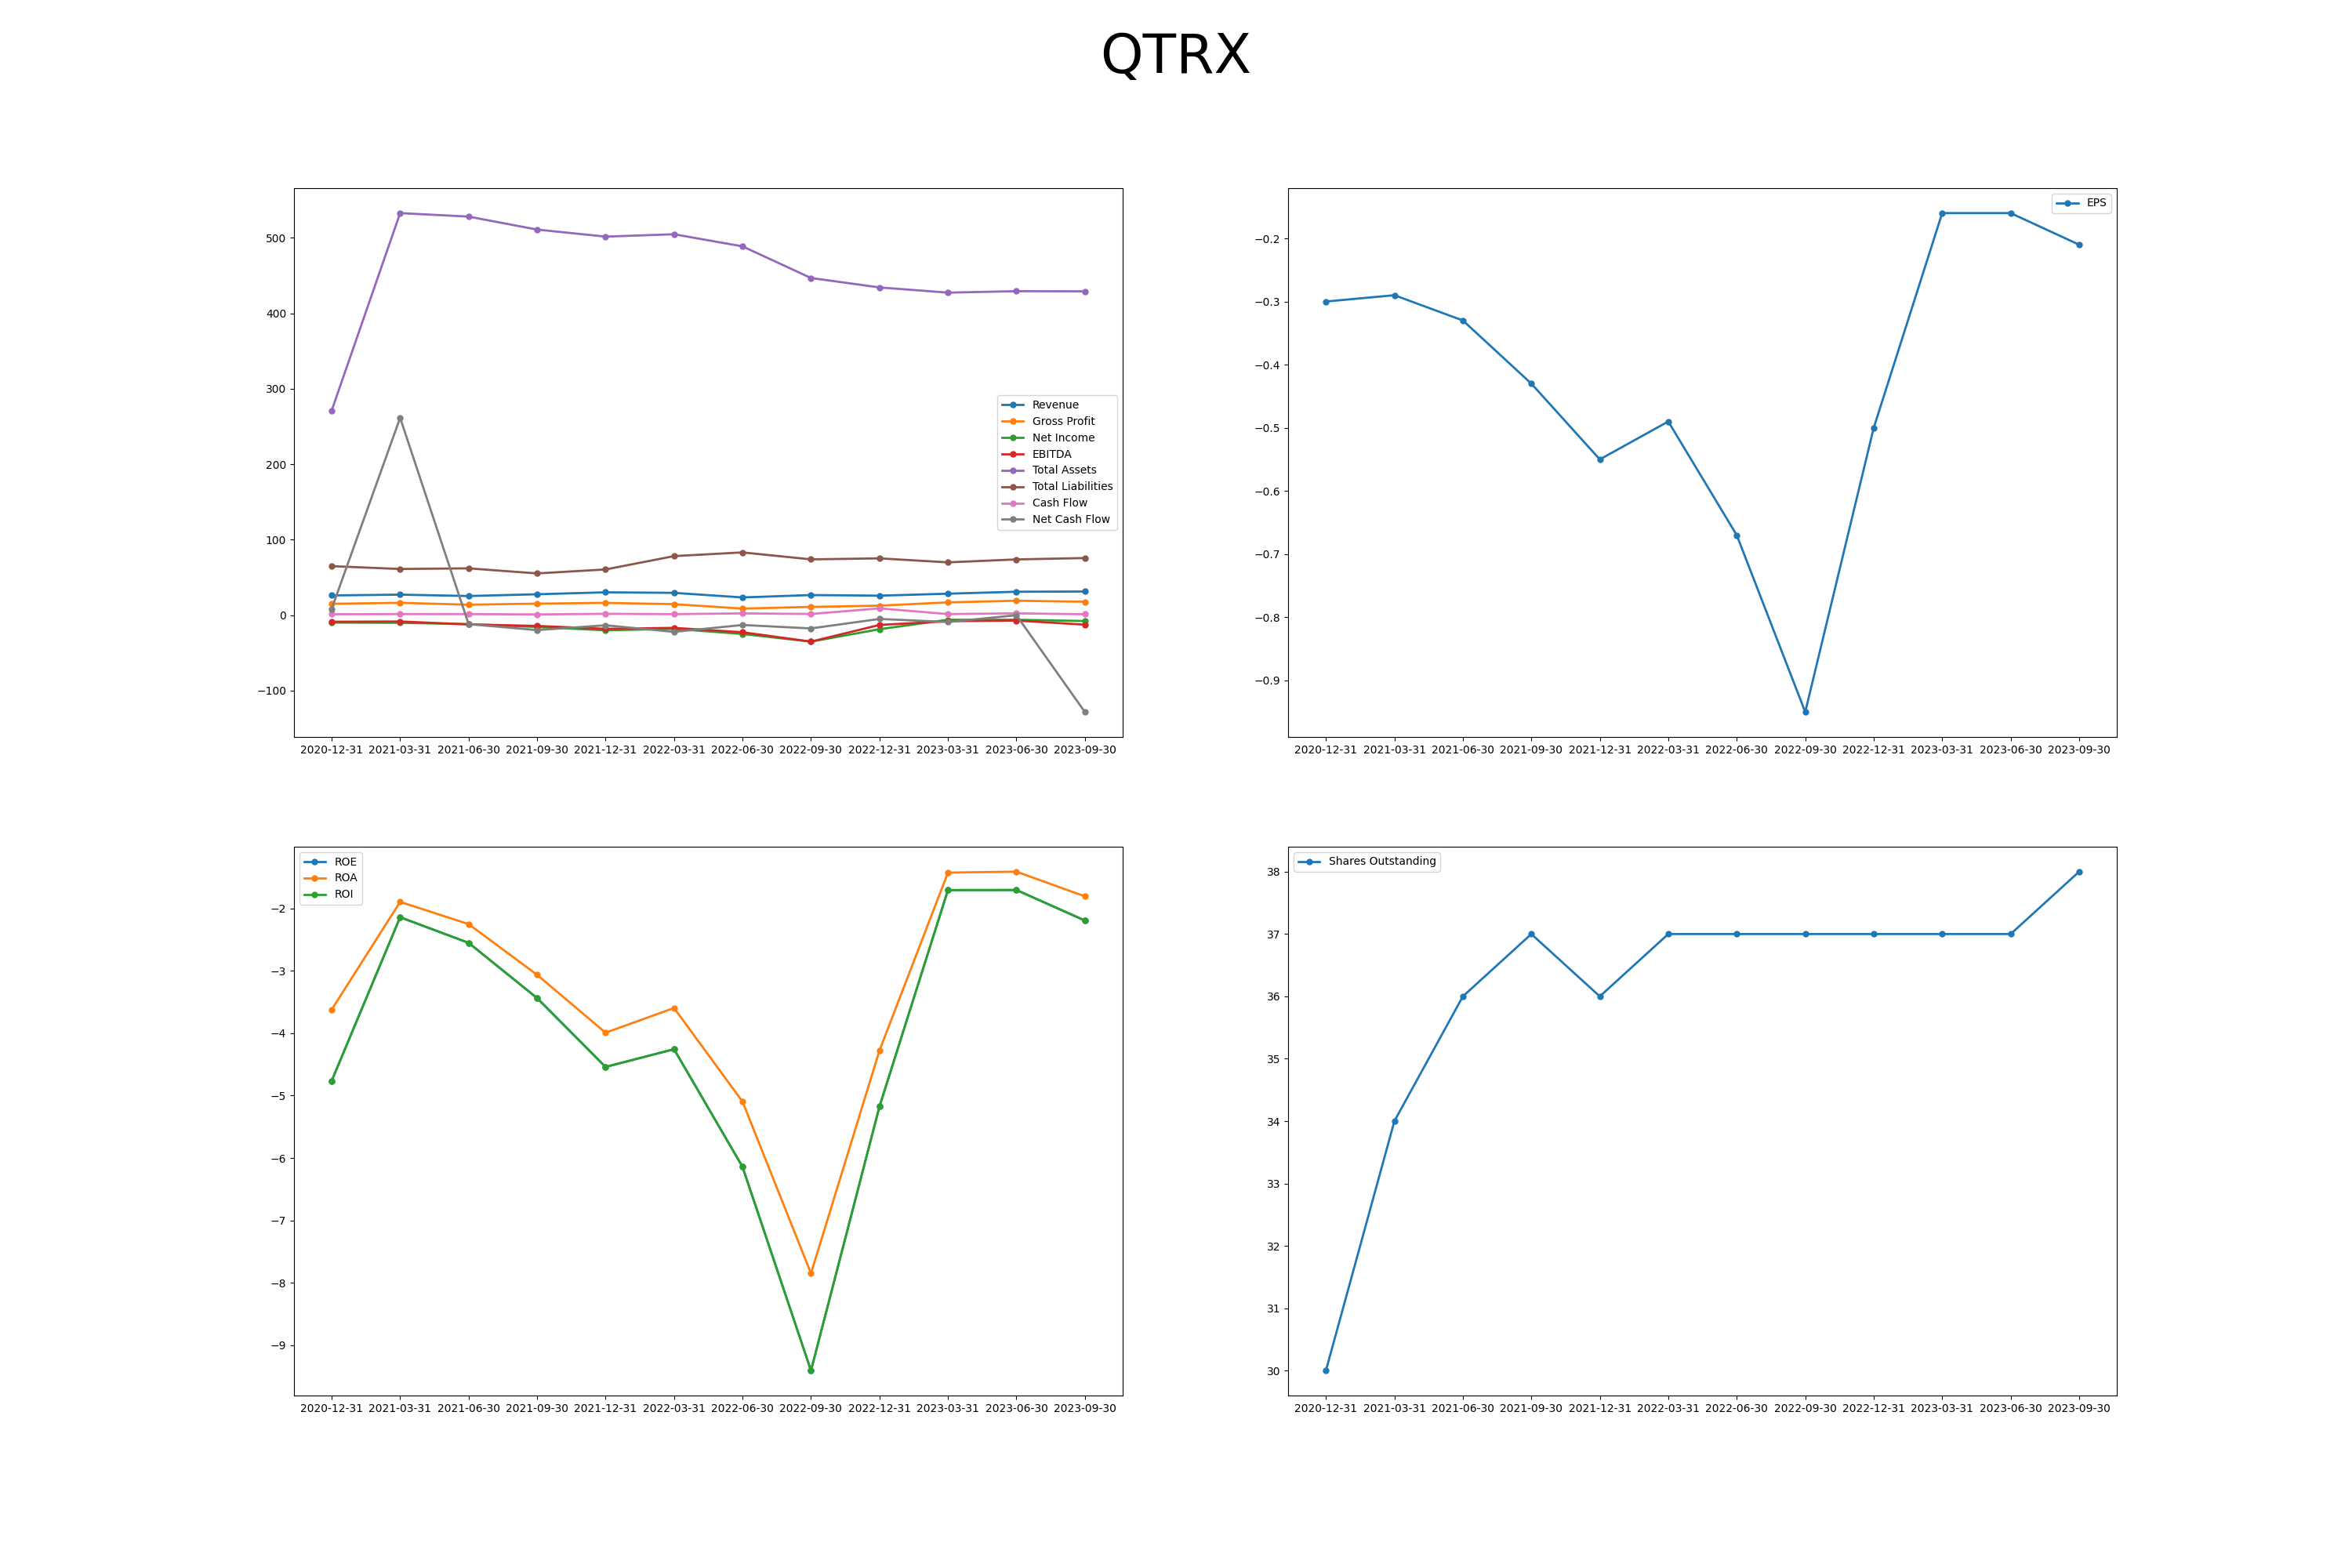 QTRX
500
400
300
200
100
0
−100
Revenue
Gross Profit
Net Income
EBITDA
Total Assets
Total Liabilities
Cash Flow
Net Cash Flow
2020-12-31 2021-03-31 2021-06-30 2021-09-30 2021-12-31 2022-03-31 2022-06-30 2022-09-30 2022-12-31 2023-03-31 2023-06-30 2023-09-30
EPS
−0.2
−0.3
−0.4
−0.5
−0.6
−0.7
−0.8
−0.9
2020-12-31 2021-03-31 2021-06-30 2021-09-30 2021-12-31 2022-03-31 2022-06-30 2022-09-30 2022-12-31 2023-03-31 2023-06-30 2023-09-30
ROE
ROA
ROI
−2
−3
−4
−5
−6
−7
−8
−9
2020-12-31 2021-03-31 2021-06-30 2021-09-30 2021-12-31 2022-03-31 2022-06-30 2022-09-30 2022-12-31 2023-03-31 2023-06-30 2023-09-30
Shares Outstanding
38
37
36
35
34
33
32
31
30
2020-12-31 2021-03-31 2021-06-30 2021-09-30 2021-12-31 2022-03-31 2022-06-30 2022-09-30 2022-12-31 2023-03-31 2023-06-30 2023-09-30